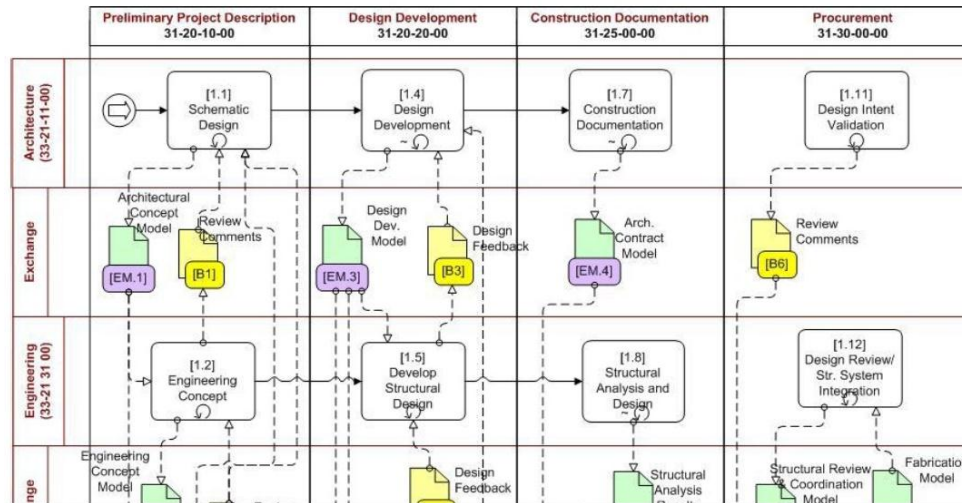 Preliminary Project Description
31-20-10-00
Design Development
31-20-20-00
Construction Documentation
31-25-00-00
Procurement
31-30-00-00
Architecture
(33-21-11-00)
[1.1]
Schematic
Design
[1.4]
Design
Development
[1.7]
Construction
Documentation
[1.11]
Design Intent
Validation
Exchange
Architectural
Concept
Model
[EM.1]
Review
Comments
[B1]
Design
Dev.
Model
[EM.3]
Design
Feedback
[B3]
Arch.
Contract
Model
[EM.4]
Review
Comments
[B6]
Engineering
(33-21 31 00)
[1.2]
Engineering
Concept
[1.5]
Develop
Structural
Design
[1.8]
Structural
Analysis and
Design
[1.12]
Design Review/
Str. System
Integration
Engineering
Concept
Model
Design
Feedback
Structural
Analysis
Structural Review
& Coordination
Model
Model